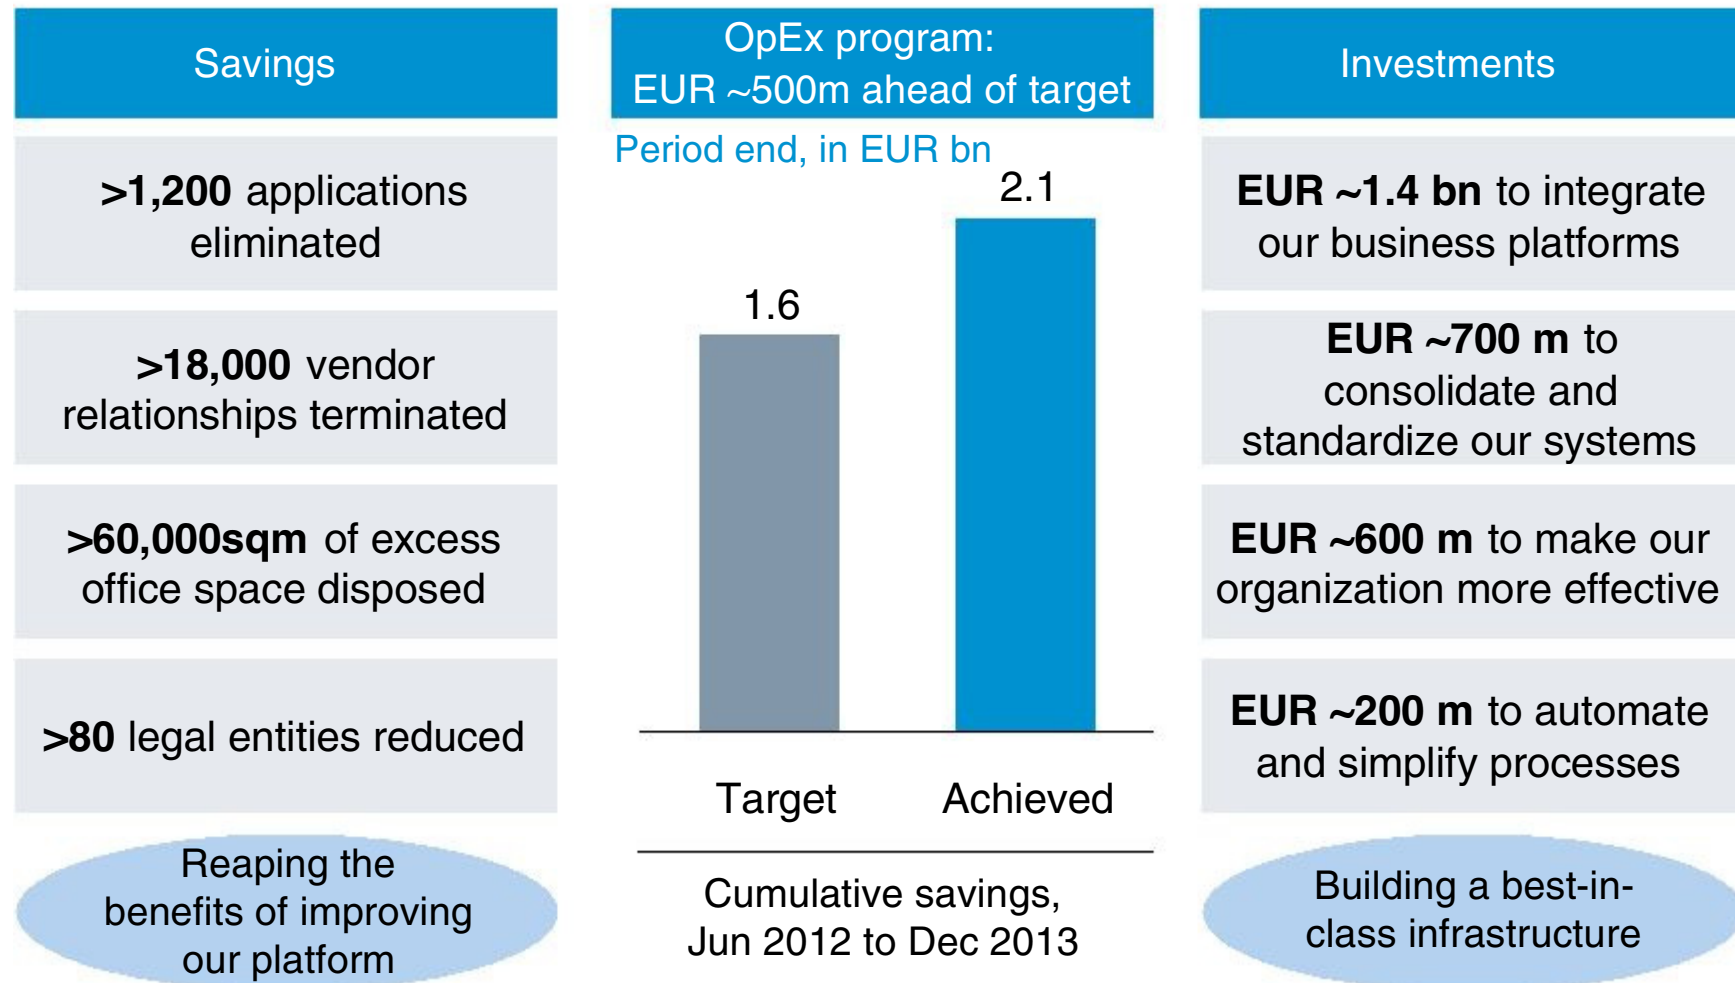 Savings
>1,200 applications
eliminated
>18,000 vendor
relationships terminated
>60,000sqm of excess
office space disposed
>80 legal entities reduced
Reaping the
benefits of improving
our platform
OpEx program:
EUR ~500m ahead of target
Period end, in EUR bn
2.1
1.6
Target
Achieved
Cumulative savings,
Jun 2012 to Dec 2013
Investments
EUR ~1.4 bn to integrate
our business platforms
EUR ~700 m to
consolidate and
standardize our systems
EUR ~600 m to make our
organization more effective
EUR ~200 m to automate
and simplify processes
Building a best-in-
class infrastructure